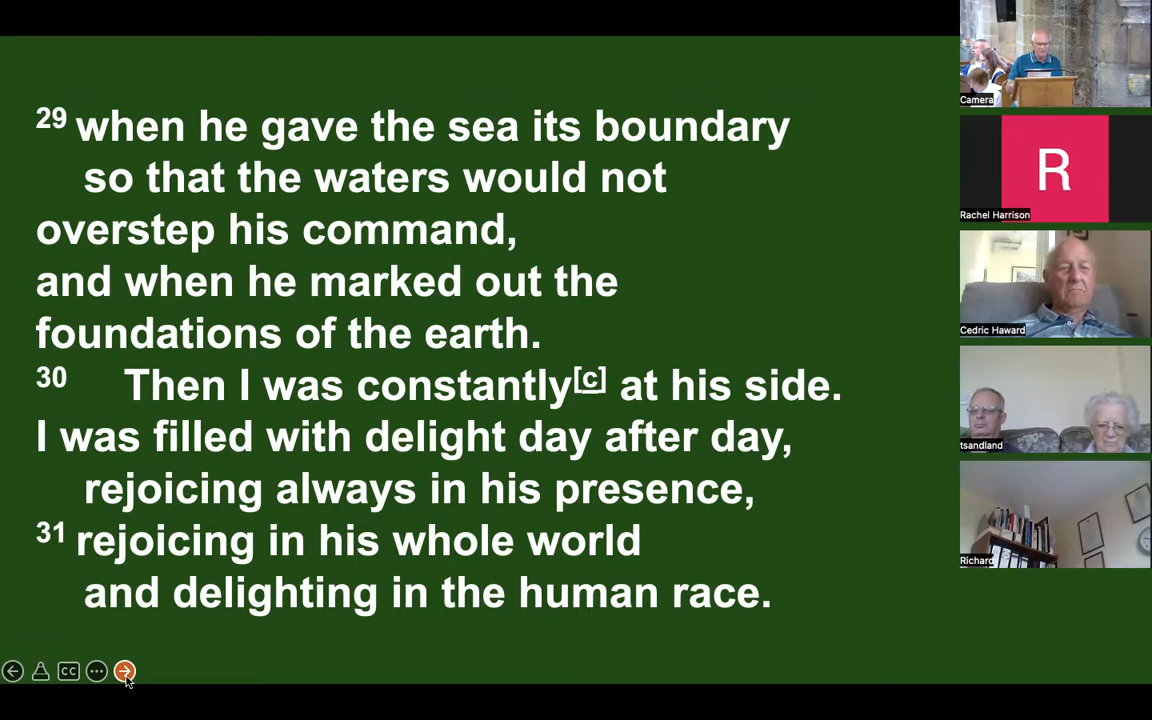 29 when he gave the sea its boundary
so that the waters would not
overstep his command,
and when he marked out the
foundations of the earth.
30 Then I was constantly[c] at his side.
I was filled with delight day after day,
rejoicing always in his presence,
31 rejoicing in his whole world
and delighting in the human race.
CC
Camera
R
Rachel Harrison
Cedric Haward
tsandland
Richard